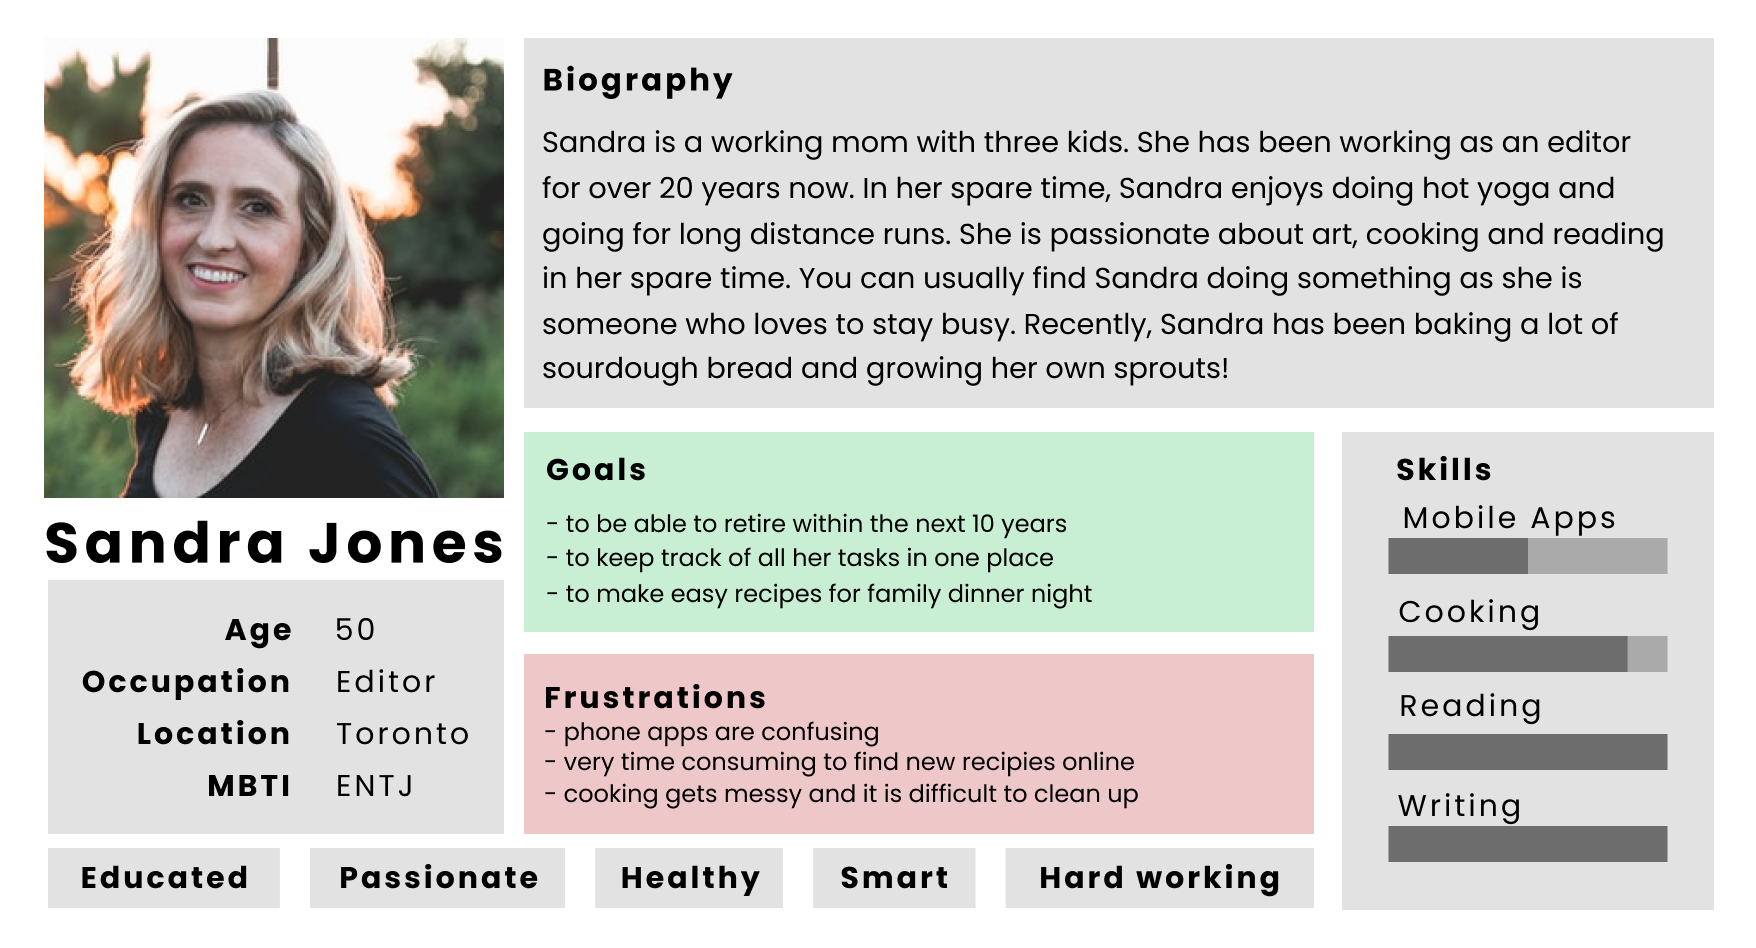 Biography
Sandra is a working mom with three kids. She has been working as an editor
for over 20 years now. In her spare time, Sandra enjoys doing hot yoga and
going for long distance runs. She is passionate about art, cooking and reading
in her spare time. You can usually find Sandra doing something as she is
someone who loves to stay busy. Recently, Sandra has been baking a lot of
sourdough bread and growing her own sprouts!
Sandra Jones
Age 50
Occupation Editor
Location Toronto
MBTI ENTJ
Goals
- to be able to retire within the next 10 years
- to keep track of all her tasks in one place
- to make easy recipes for family dinner night
Frustrations
- phone apps are confusing
- very time consuming to find new recipies online
- cooking gets messy and it is difficult to clean up
Skills
Mobile Apps
Cooking
Reading
Writing
Educated
Passionate
Healthy
Smart
Hard working